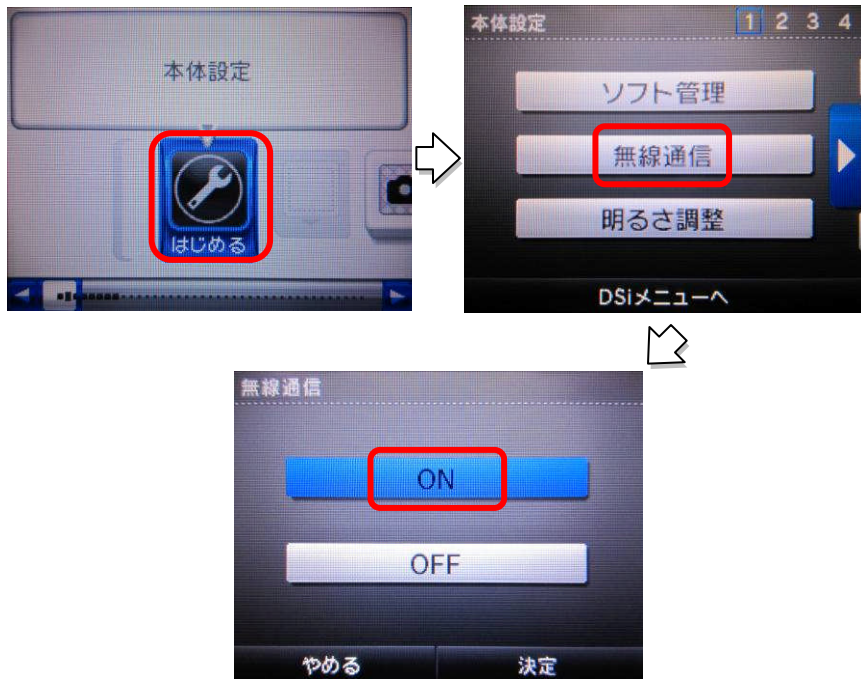 本体設定
はじめる
本体設定 1 2 3 4
ソフト管理
無線通信
明るさ調整
DSiメニューへ
無線通信
ON
OFF
やめる 決定